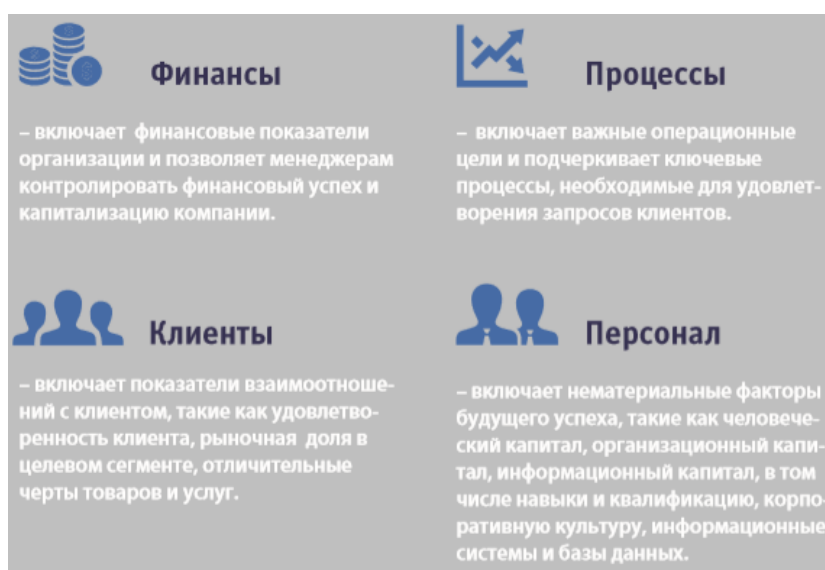 Финансы
– включает финансовые показатели
организации и позволяет менеджерам
контролировать финансовый успех и
капитализацию компании.
Процессы
– включает важные операционные
цели и подчеркивает ключевые
процессы, необходимые для удовлет-
ворения запросов клиентов.
Клиенты
– включает показатели взаимоотноше-
ний с клиентом, такие как удовлетво-
ренность клиента, рыночная доля в
целевом сегменте, отличительные
черты товаров и услуг.
Персонал
– включает нематериальные факторы
будущего успеха, такие как человече-
ский капитал, организационный капи-
тал, информационный капитал, в том
числе навыки и квалификацию, корпо-
ративную культуру, информационные
системы и базы данных.